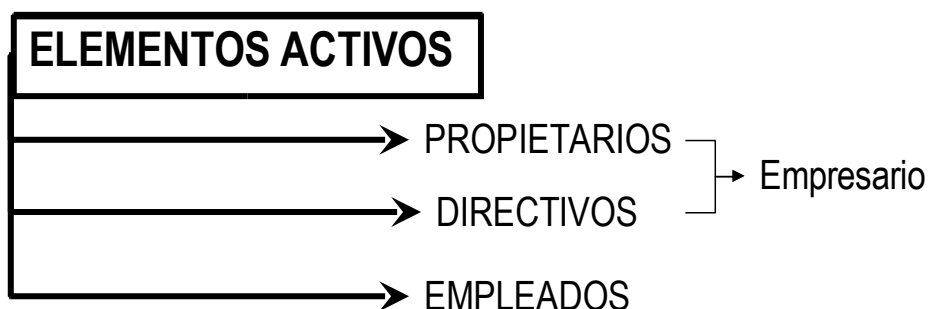 ELEMENTOS ACTIVOS
PROPIETARIOS
Empresario
DIRECTIVOS
EMPLEADOS